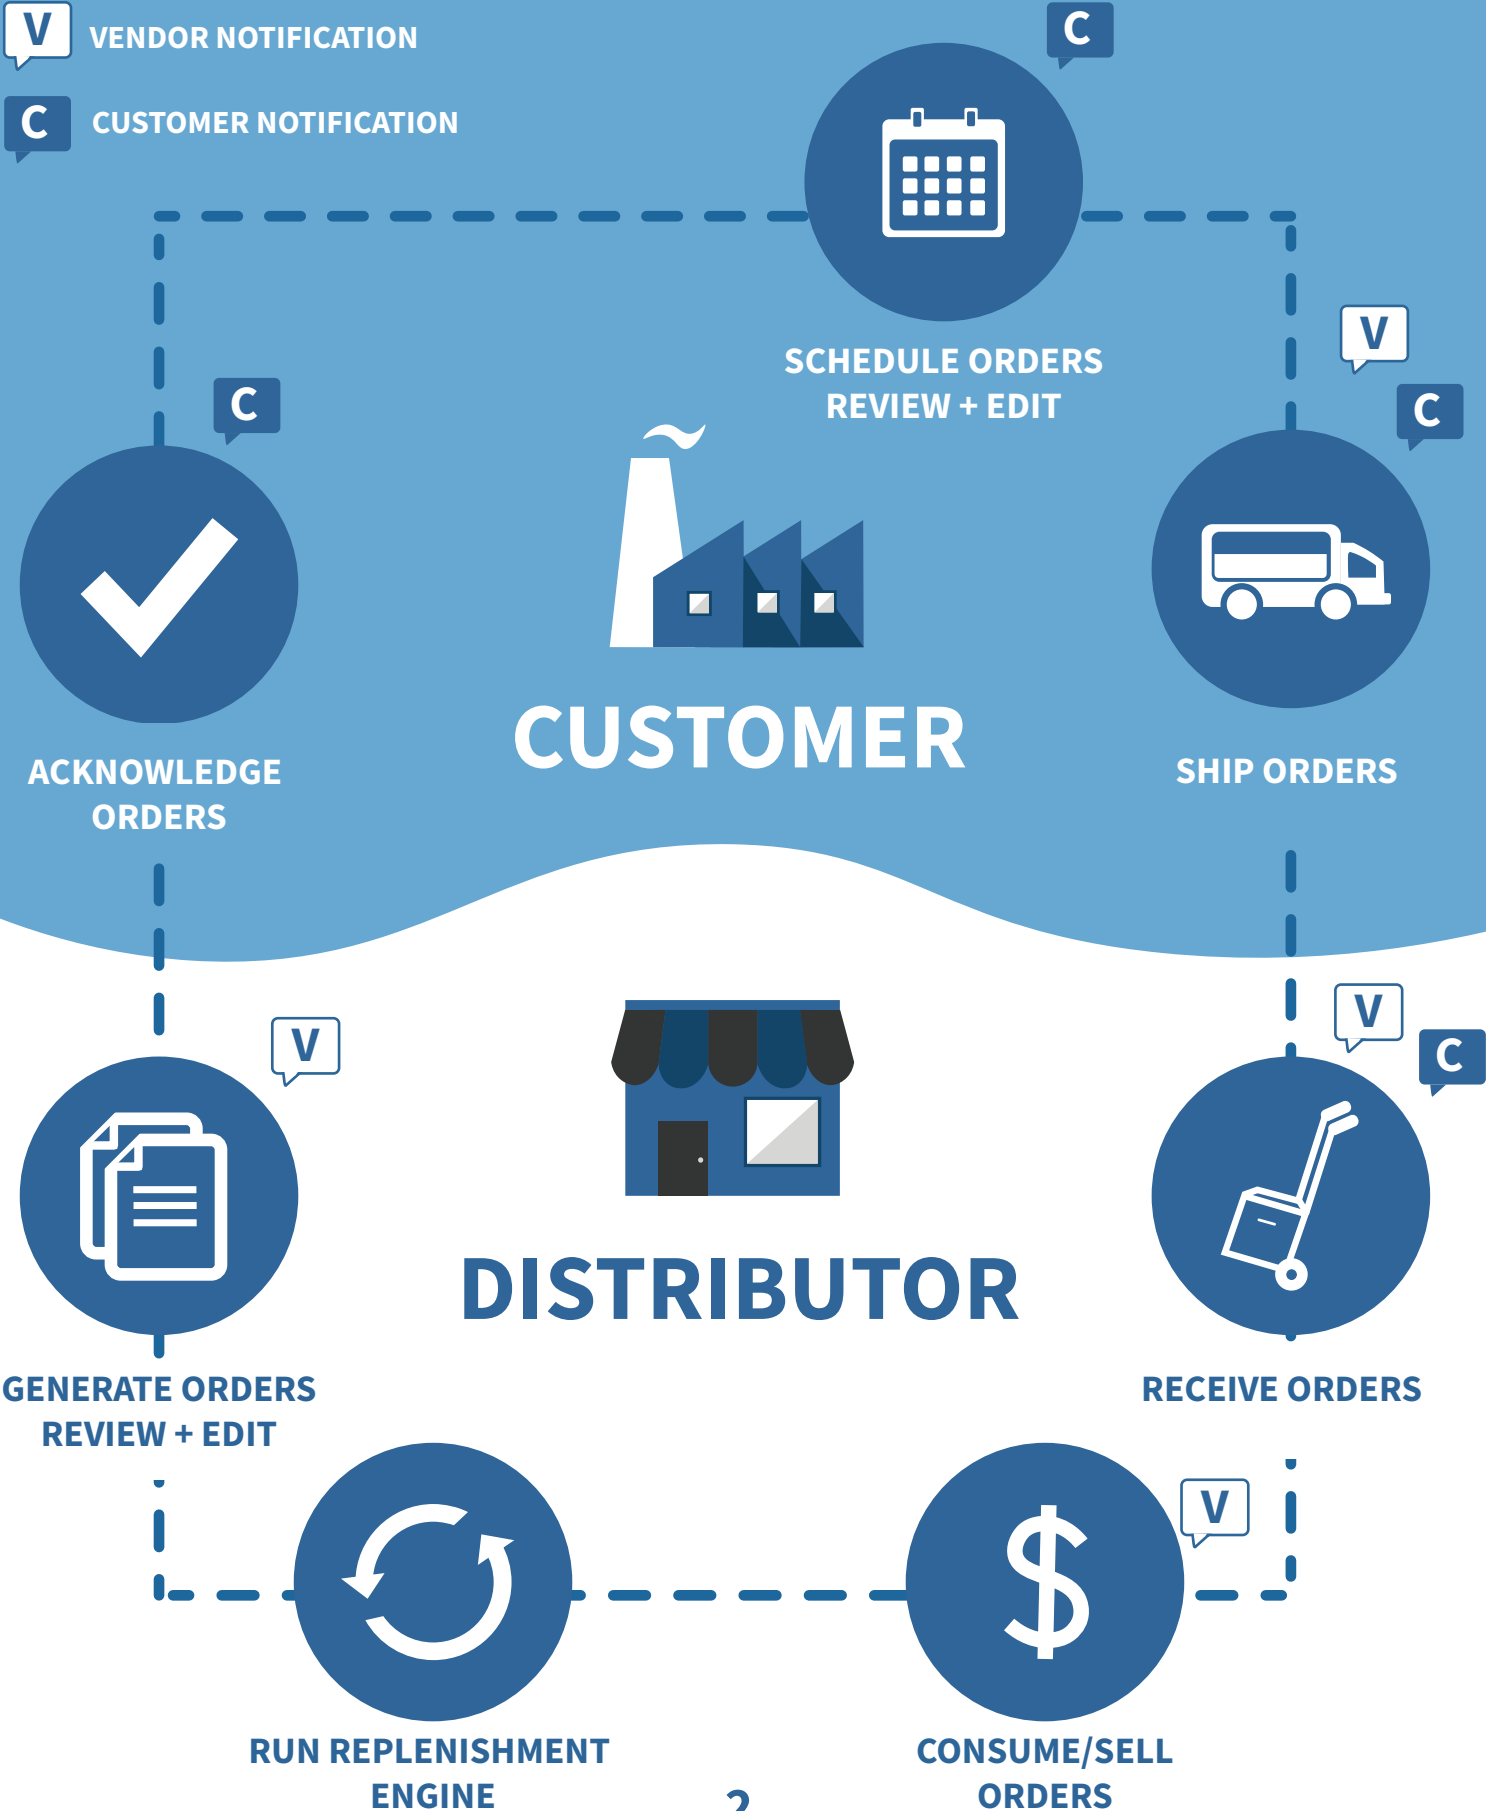 V VENDOR NOTIFICATION
C CUSTOMER NOTIFICATION
C
SCHEDULE ORDERS
REVIEW + EDIT
V
C
C
CUSTOMER
ACKNOWLEDGE
ORDERS
SHIP ORDERS
V
V
C
DISTRIBUTOR
GENERATE ORDERS
REVIEW + EDIT
RECEIVE ORDERS
V
RUN REPLENISHMENT
ENGINE
CONSUME/SELL
ORDERS